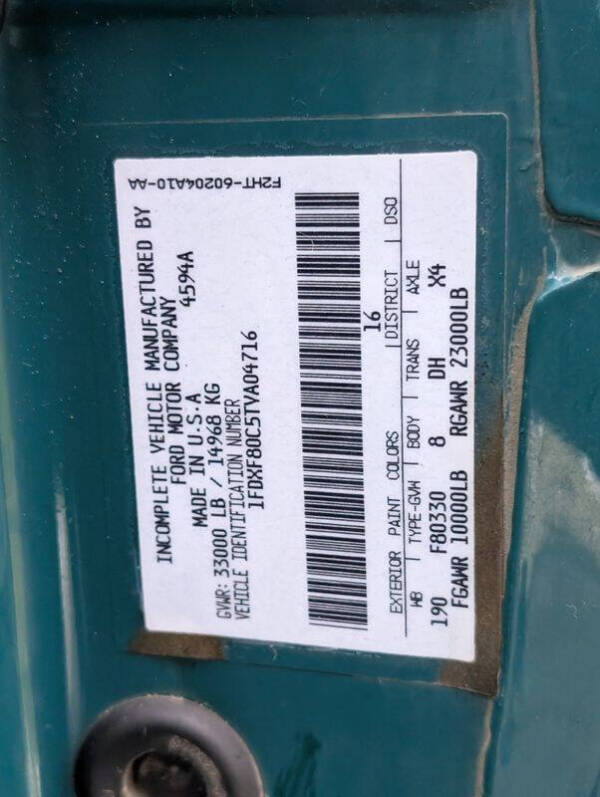 INCOMPLETE VEHICLE MANUFACTURED BY
FORD MOTOR COMPANY
MADE IN U.S.A 4594A
GVWR: 33000 LB / 14968 KG
VEHICLE IDENTIFICATION NUMBER
1FDXF80C5TVA04716
F2HT-60204A10-AA
16
EXTERIOR PAINT COLORS DISTRICT DSO
WB TYPE-GVW BODY TRANS AXLE
190 F80330 8 DH X4
FGAWR 10000LB RGAWR 23000LB